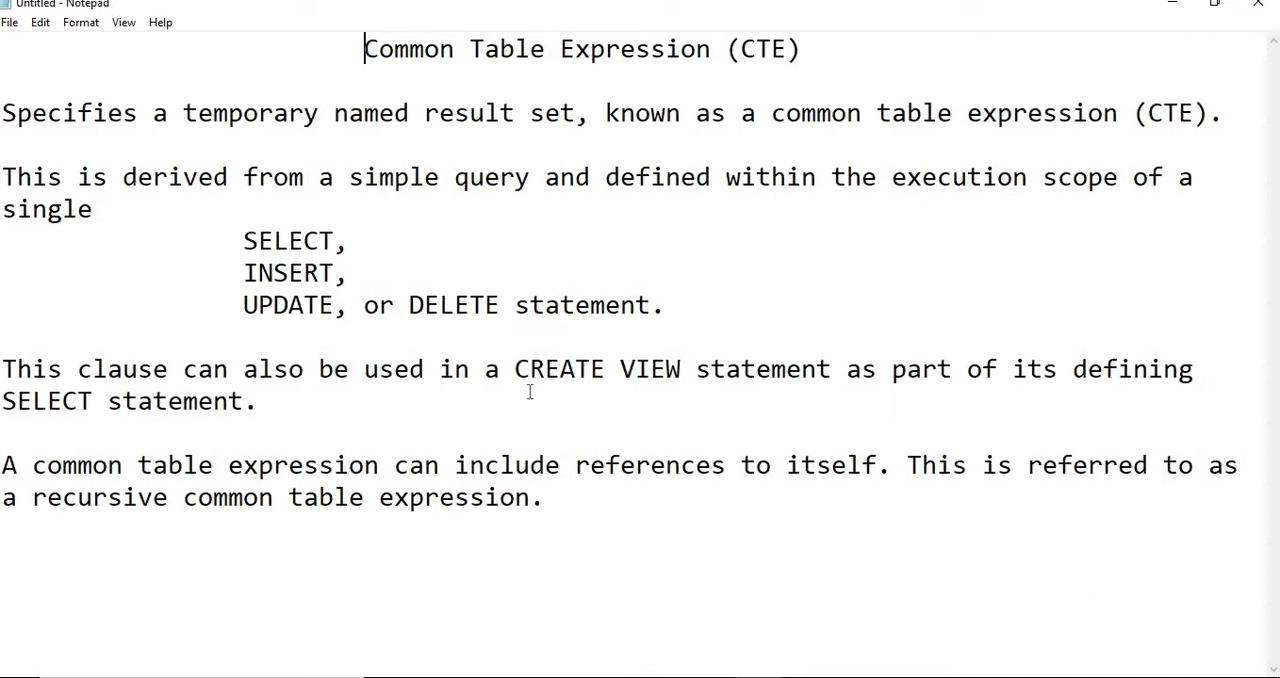 Untitled - Notepad
File Edit Format View Help
Common Table Expression (CTE)
Specifies a temporary named result set, known as a common table expression (CTE).
This is derived from a simple query and defined within the execution scope of a
single
SELECT,
INSERT,
UPDATE, or DELETE statement.
This clause can also be used in a CREATE VIEW statement as part of its defining
SELECT statement.
A common table expression can include references to itself. This is referred to as
a recursive common table expression.